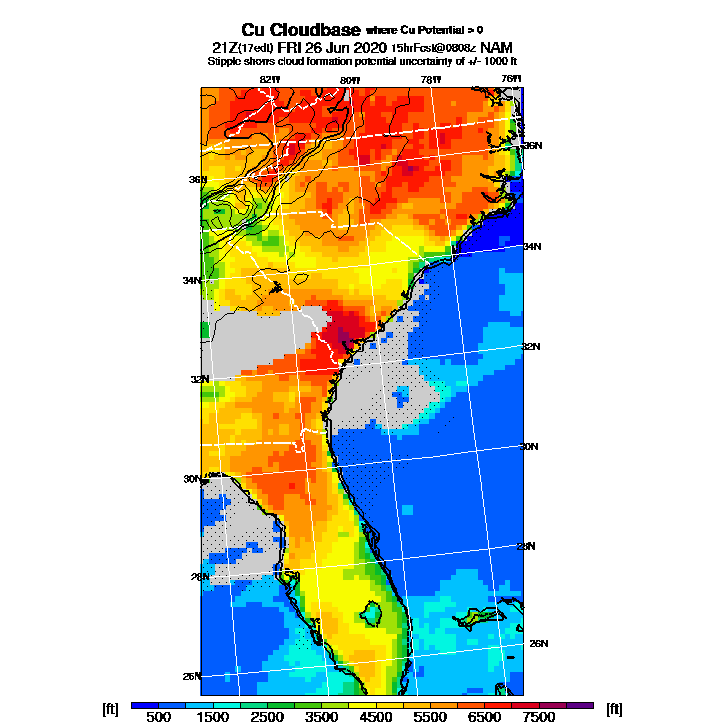 Cu Cloudbase where Cu Potential > 0
21Z(17edt) FRI 26 Jun 2020 15hrFcst@0808z NAM
Stipple shows cloud formation potential uncertainty of +/- 1000 ft
82W 80W 78W 76W
36N
36N
34N
34N
32N
32N
30N
30N
28N
28N
26N
26N
[ft] 500 1500 2500 3500 4500 5500 6500 7500 [ft]